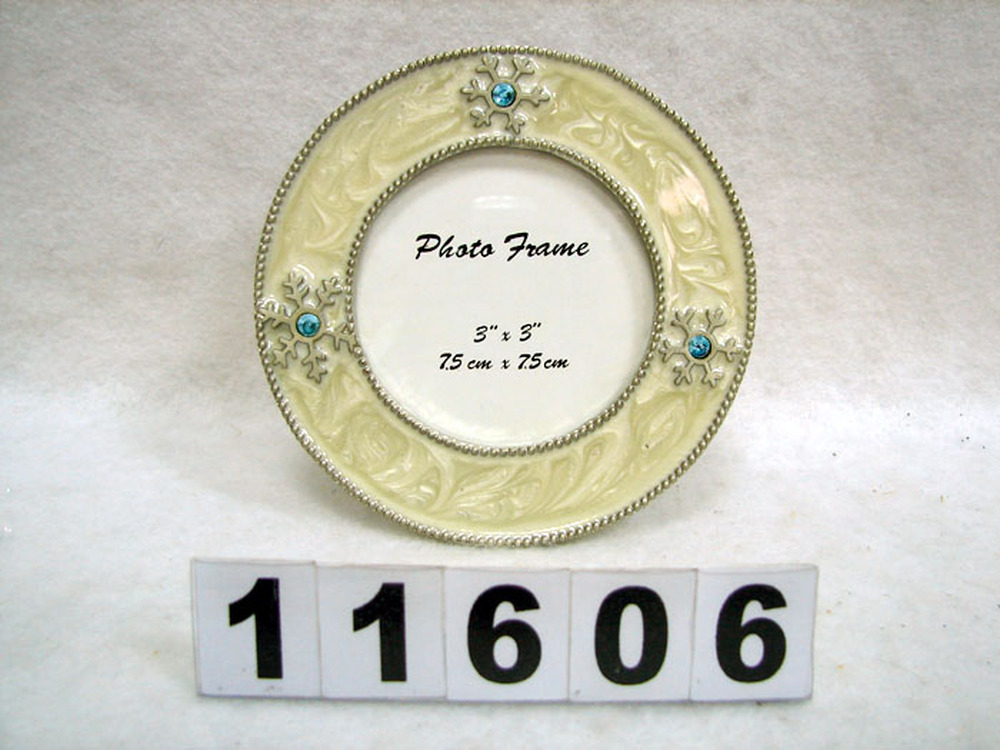 Photo Frame
3" x 3"
7.5 cm x 7.5 cm
11606